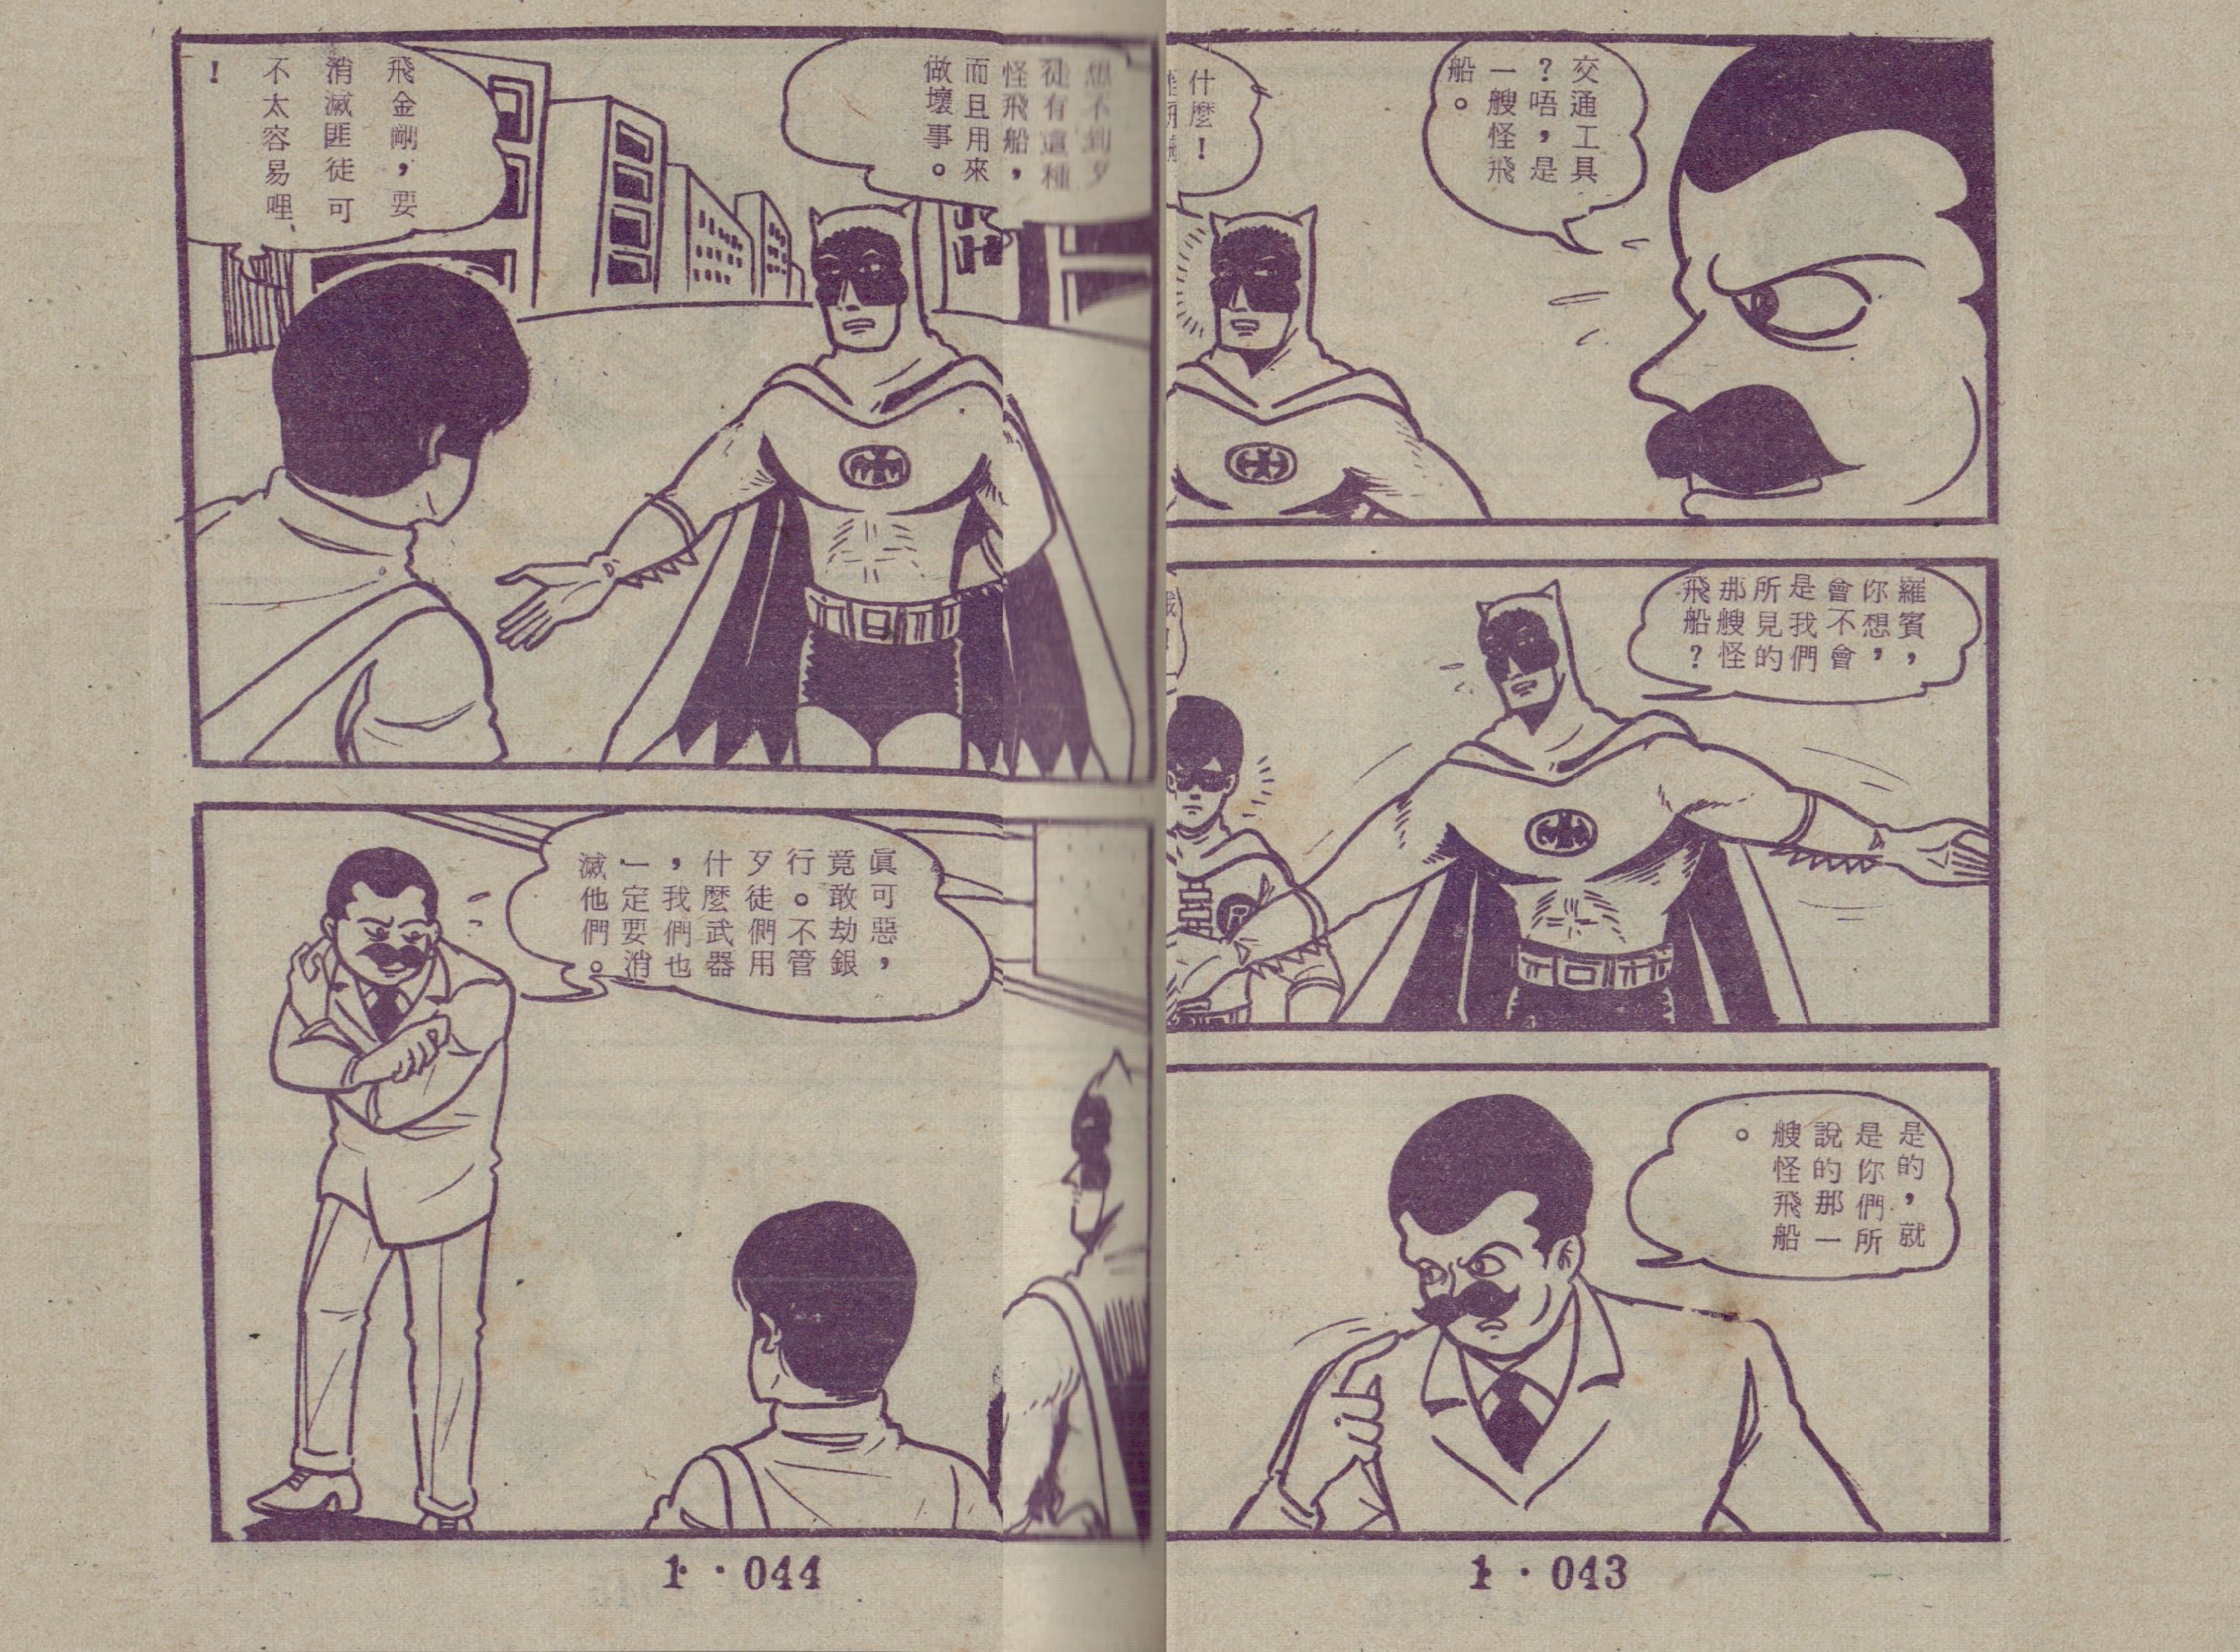 交通工具
？唔，是
一艘怪飛
船。
什麼！
羅賓，
你想，
會不會
是我們
所見的
那艘怪
飛船？
R
是的，就
是你們所
說的那一
艘怪飛船
。
1·043
想不到歹
徒有這種
怪飛船，
而且用來
做壞事。
飛金剛，要
消滅匪徒可
不太容易哩
！
眞可惡，
竟敢劫銀
行。不管
歹徒們用
什麼武器
，我們也
一定要消
滅他們。
1·044